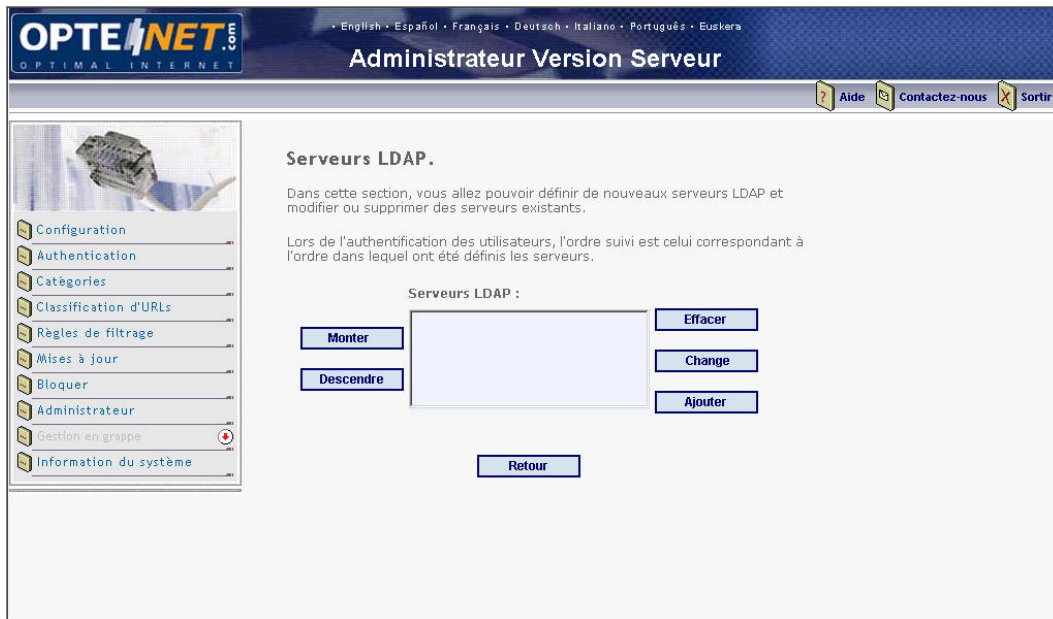 OPTENET.com
OPTIMAL INTERNET
· English · Español · Français · Deutsch · Italiano · Português · Euskera
Administrateur Version Serveur
Aide
Contactez-nous
Sortir
Configuration
Authentication
Catégories
Classification d'URLs
Règles de filtrage
Mises à jour
Bloquer
Administrateur
Gestion en grappe
Information du système
Serveurs LDAP.
Dans cette section, vous allez pouvoir définir de nouveaux serveurs LDAP et
modifier ou supprimer des serveurs existants.
Lors de l'authentification des utilisateurs, l'ordre suivi est celui correspondant à
l'ordre dans lequel ont été définis les serveurs.
Serveurs LDAP :
Monter
Descendre
Effacer
Change
Ajouter
Retour